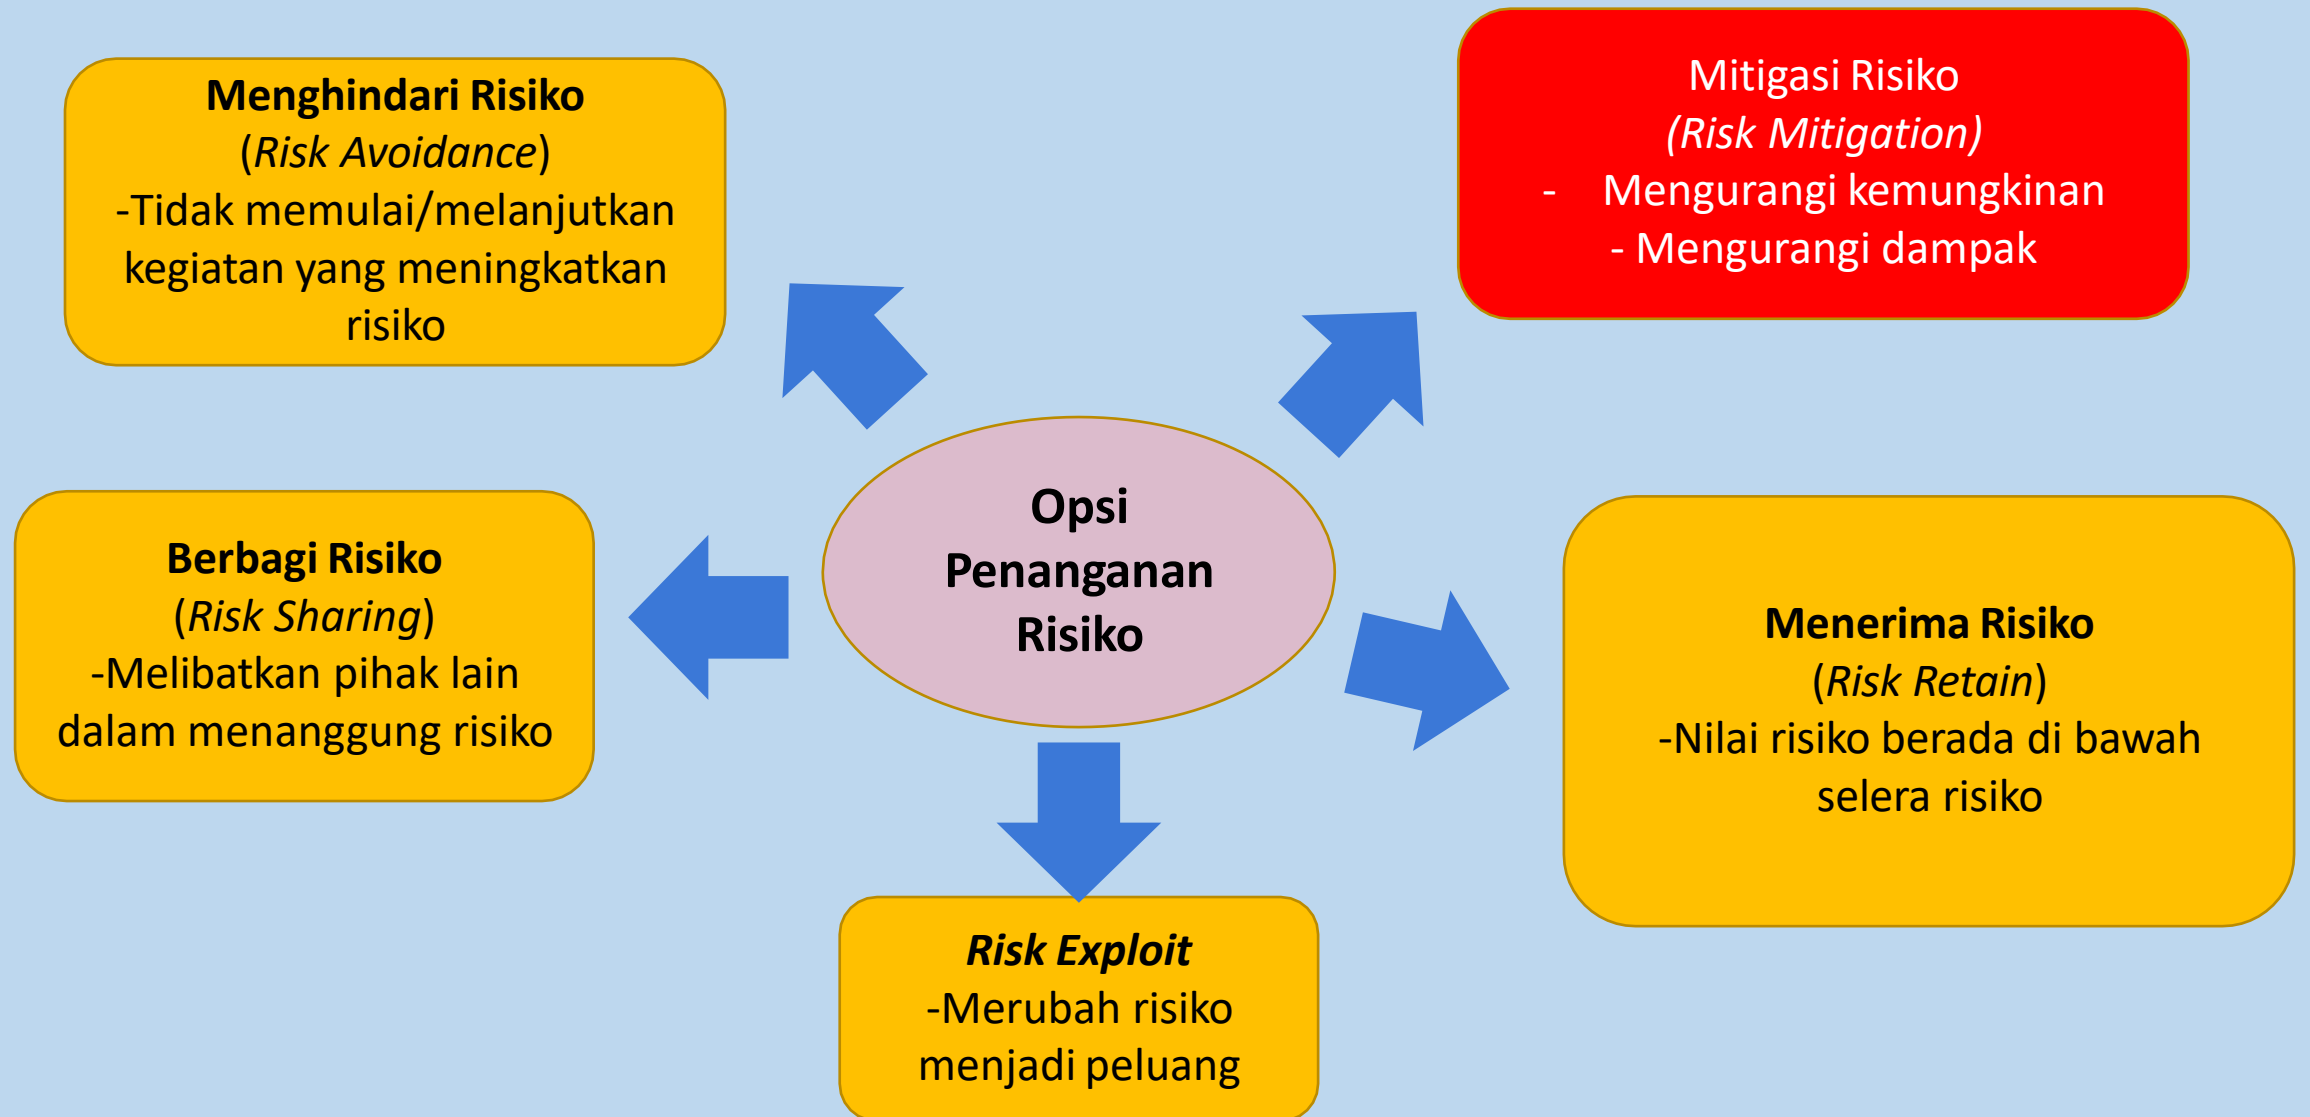 Menghindari Risiko
(Risk Avoidance)
-Tidak memulai/melanjutkan
kegiatan yang meningkatkan
risiko
Mitigasi Risiko
(Risk Mitigation)
- Mengurangi kemungkinan
- Mengurangi dampak
Opsi
Penanganan
Risiko
Berbagi Risiko
(Risk Sharing)
-Melibatkan pihak lain
dalam menanggung risiko
Menerima Risiko
(Risk Retain)
-Nilai risiko berada di bawah
selera risiko
Risk Exploit
-Merubah risiko
menjadi peluang